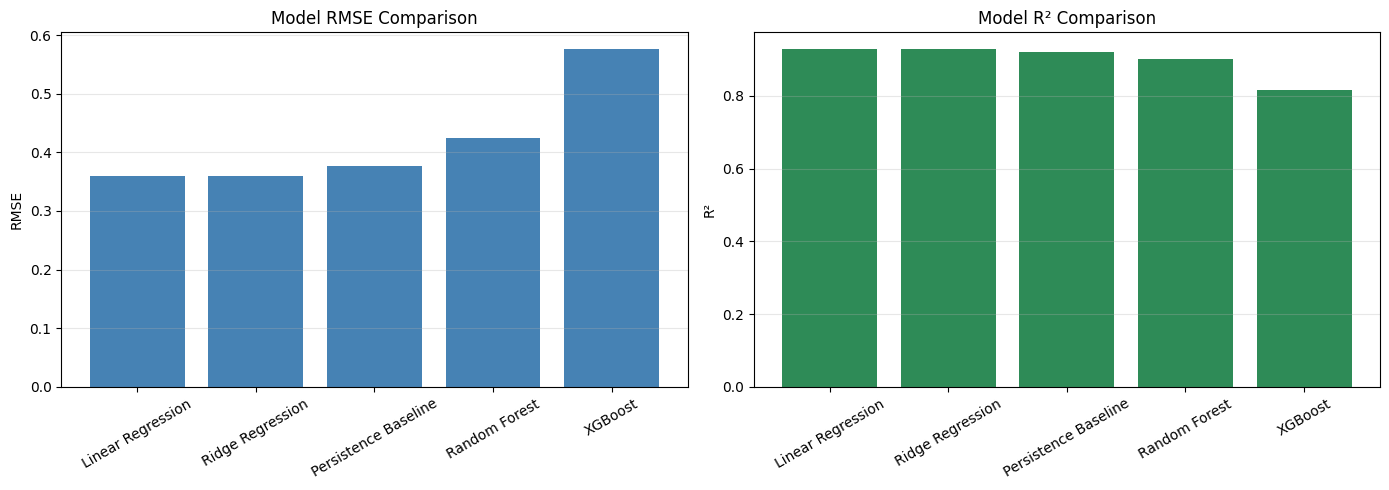 Model RMSE Comparison
RMSE
0.6
0.5
0.4
0.3
0.2
0.1
0.0
Linear Regression
Ridge Regression
Persistence Baseline
Random Forest
XGBoost
Model R² Comparison
R²
0.8
0.6
0.4
0.2
0.0
Linear Regression
Ridge Regression
Persistence Baseline
Random Forest
XGBoost